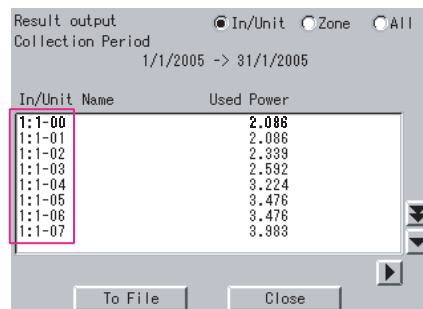 Result output In/Unit Zone All
Collection Period
1/1/2005 -> 31/1/2005
In/Unit Name Used Power
1:1-00 2.086
1:1-01 2.086
1:1-02 2.339
1:1-03 2.592
1:1-04 3.224
1:1-05 3.476
1:1-06 3.476
1:1-07 3.983
To File Close